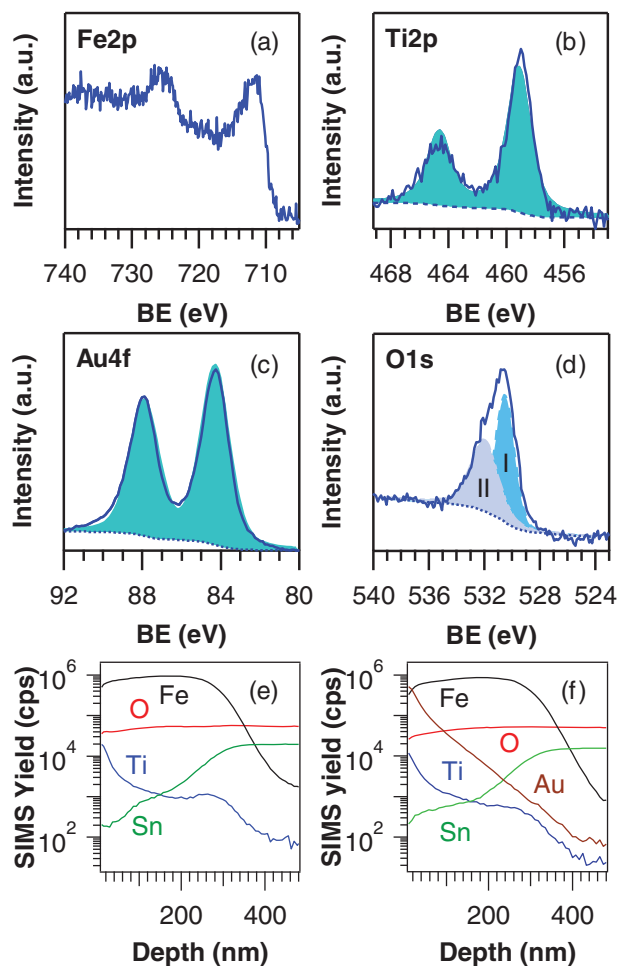 Fe2p (a)
Intensity (a.u.)
740 730 720 710
BE (eV)
Ti2p (b)
Intensity (a.u.)
468 464 460 456
BE (eV)
Au4f (c)
Intensity (a.u.)
92 88 84 80
BE (eV)
O1s (d)
Intensity (a.u.)
I
II
540 536 532 528 524
BE (eV)
(e)
SIMS Yield (cps)
10^6
10^4
10^2
Fe
O
Ti
Sn
200 400
Depth (nm)
(f)
SIMS yield (cps)
10^6
10^4
10^2
Fe
O
Ti
Au
Sn
200 400
Depth (nm)